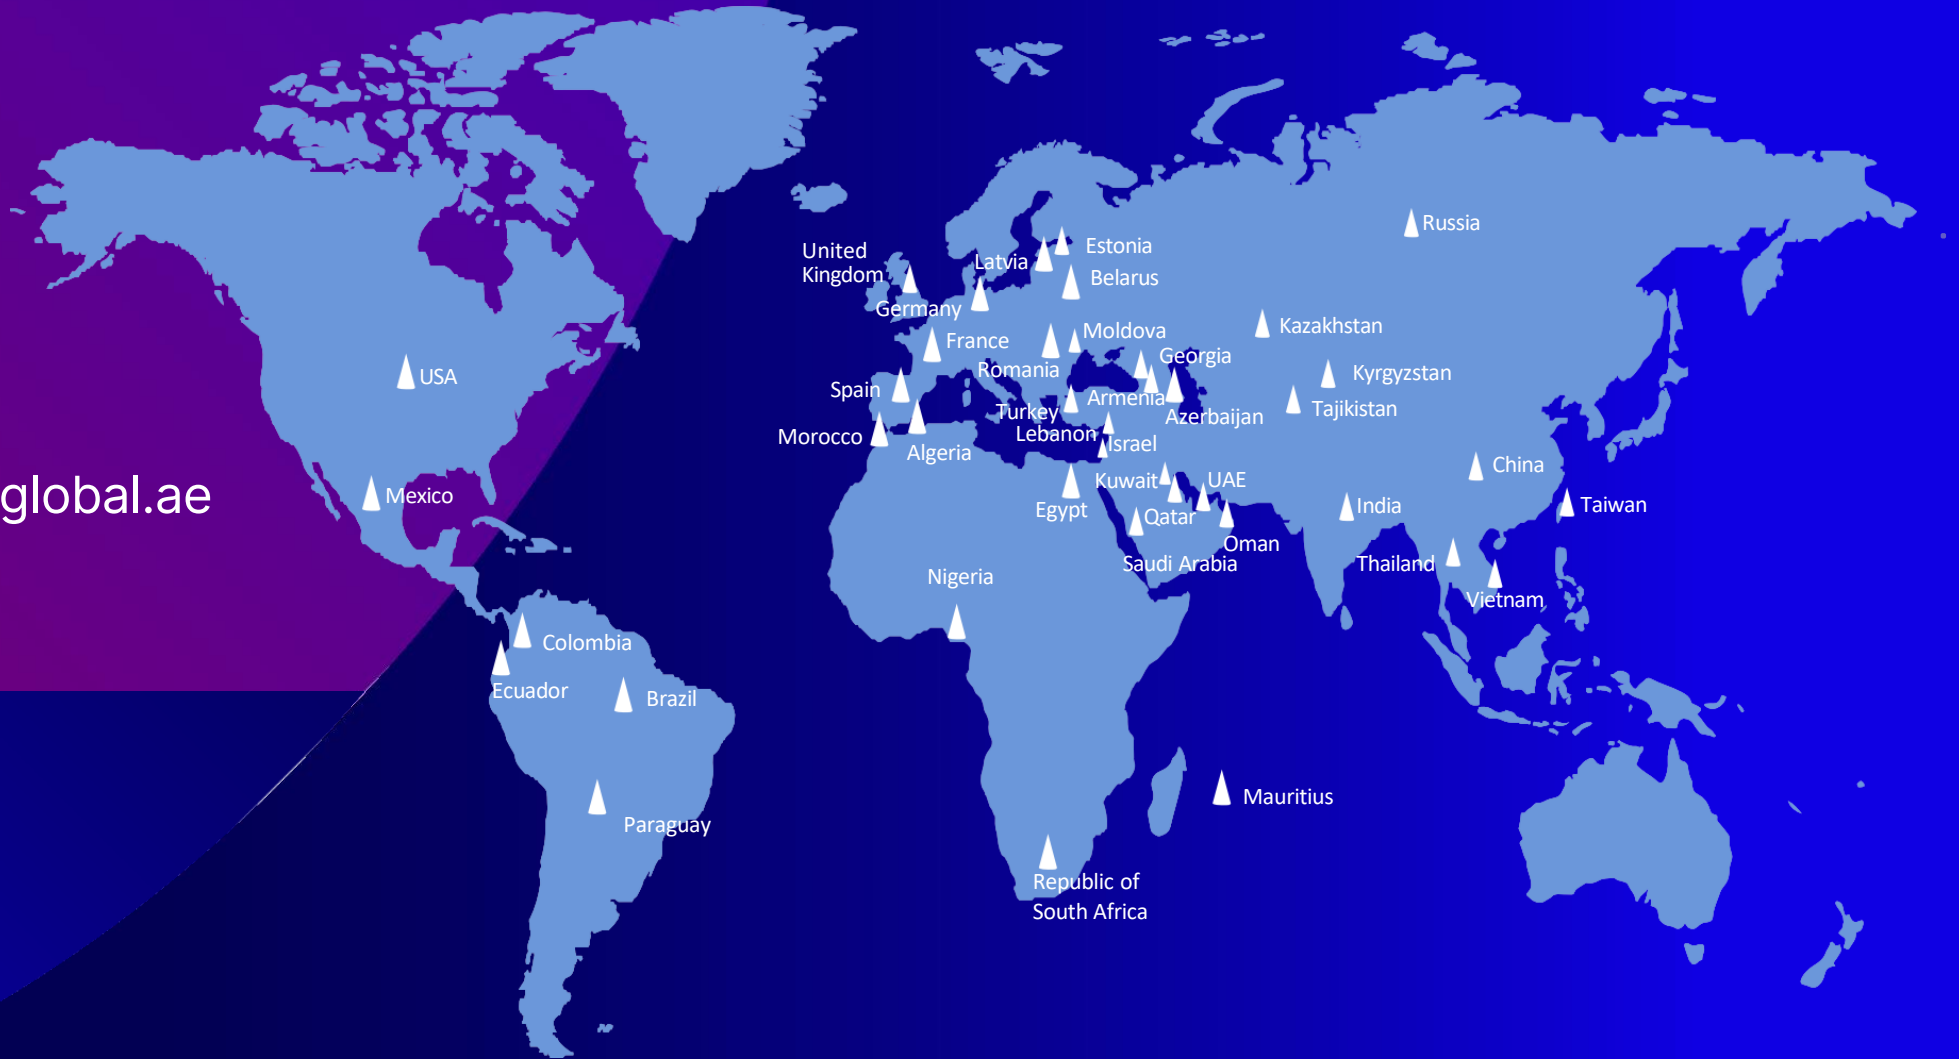 global.ae
USA
Mexico
Colombia
Ecuador
Brazil
Paraguay
United
Kingdom
Germany
France
Spain
Morocco
Algeria
Latvia
Estonia
Belarus
Moldova
Romania
Georgia
Armenia
Azerbaijan
Turkey
Lebanon
Israel
Kuwait
UAE
Egypt
Qatar
Oman
Saudi Arabia
Nigeria
Mauritius
Republic of
South Africa
Russia
Kazakhstan
Kyrgyzstan
Tajikistan
China
India
Taiwan
Thailand
Vietnam